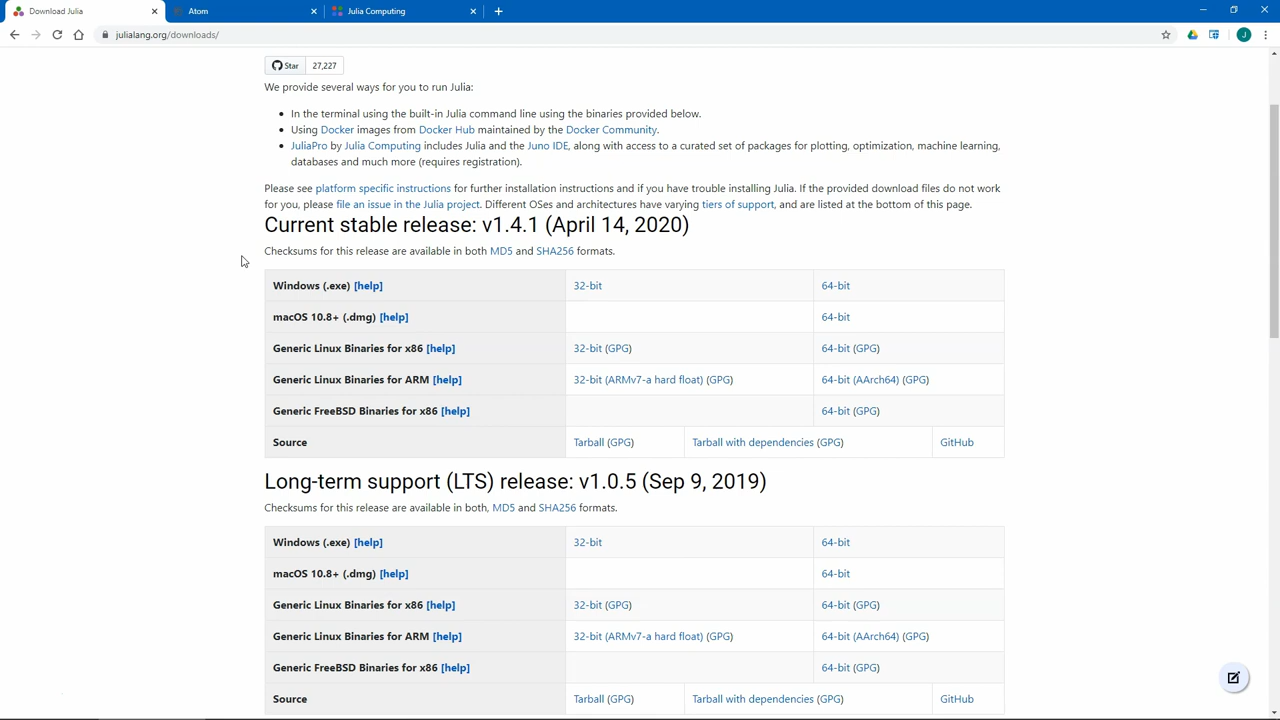 Download Julia
Atom
Julia Computing
julialang.org/downloads/
J
Star 27,227
We provide several ways for you to run Julia:
In the terminal using the built-in Julia command line using the binaries provided below.
Using Docker images from Docker Hub maintained by the Docker Community.
JuliaPro by Julia Computing includes Julia and the Juno IDE, along with access to a curated set of packages for plotting, optimization, machine learning,
databases and much more (requires registration).
Please see platform specific instructions for further installation instructions and if you have trouble installing Julia. If the provided download files do not work
for you, please file an issue in the Julia project. Different OSes and architectures have varying tiers of support, and are listed at the bottom of this page.
Current stable release: v1.4.1 (April 14, 2020)
Checksums for this release are available in both MD5 and SHA256 formats.
Windows (.exe) [help] 32-bit 64-bit
macOS 10.8+ (.dmg) [help] 64-bit
Generic Linux Binaries for x86 [help] 32-bit (GPG) 64-bit (GPG)
Generic Linux Binaries for ARM [help] 32-bit (ARMv7-a hard float) (GPG) 64-bit (AArch64) (GPG)
Generic FreeBSD Binaries for x86 [help] 64-bit (GPG)
Source Tarball (GPG) Tarball with dependencies (GPG) GitHub
Long-term support (LTS) release: v1.0.5 (Sep 9, 2019)
Checksums for this release are available in both, MD5 and SHA256 formats.
Windows (.exe) [help] 32-bit 64-bit
macOS 10.8+ (.dmg) [help] 64-bit
Generic Linux Binaries for x86 [help] 32-bit (GPG) 64-bit (GPG)
Generic Linux Binaries for ARM [help] 32-bit (ARMv7-a hard float) (GPG) 64-bit (AArch64) (GPG)
Generic FreeBSD Binaries for x86 [help] 64-bit (GPG)
Source Tarball (GPG) Tarball with dependencies (GPG) GitHub